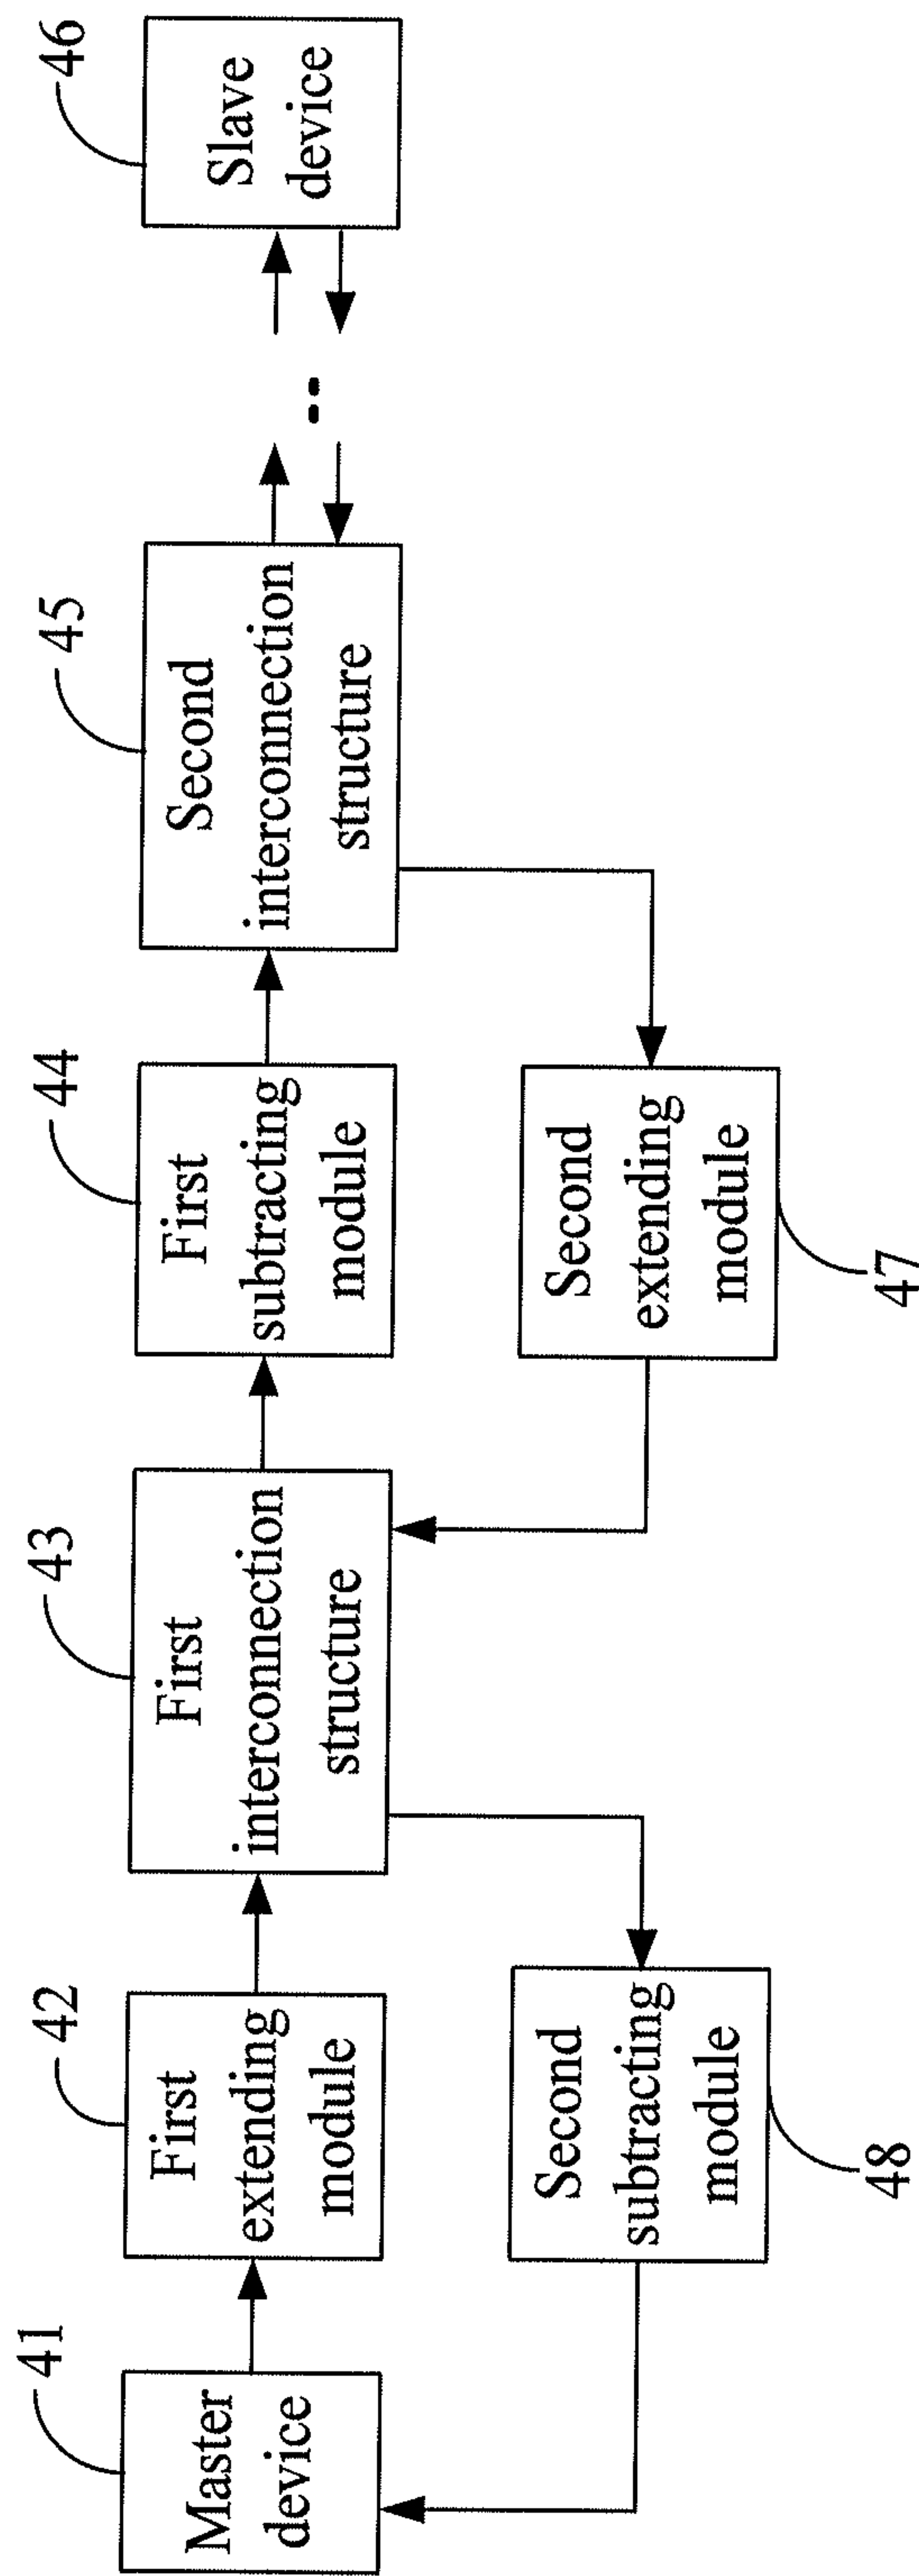 41
Master
device
42
First
extending
module
43
First
interconnection
structure
44
First
subtracting
module
45
Second
interconnection
structure
46
Slave
device
48
Second
subtracting
module
47
Second
extending
module